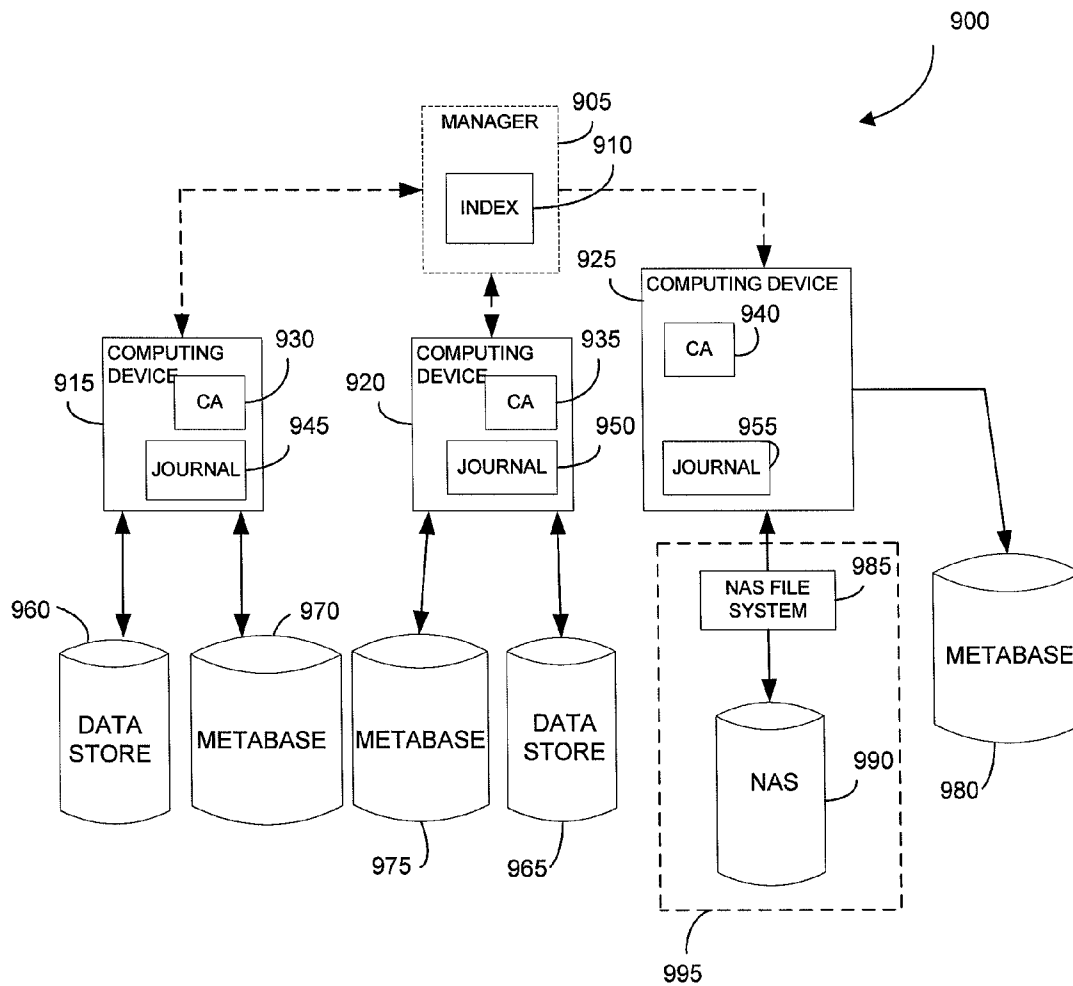 900
905
MANAGER
910
INDEX
925
COMPUTING DEVICE
940
CA
955
JOURNAL
COMPUTING
DEVICE
930
915
CA
945
JOURNAL
COMPUTING
DEVICE
935
920
CA
950
JOURNAL
985
NAS FILE
SYSTEM
960
970
DATA
STORE
METABASE
METABASE
DATA
STORE
METABASE
990
NAS
980
975
965
995